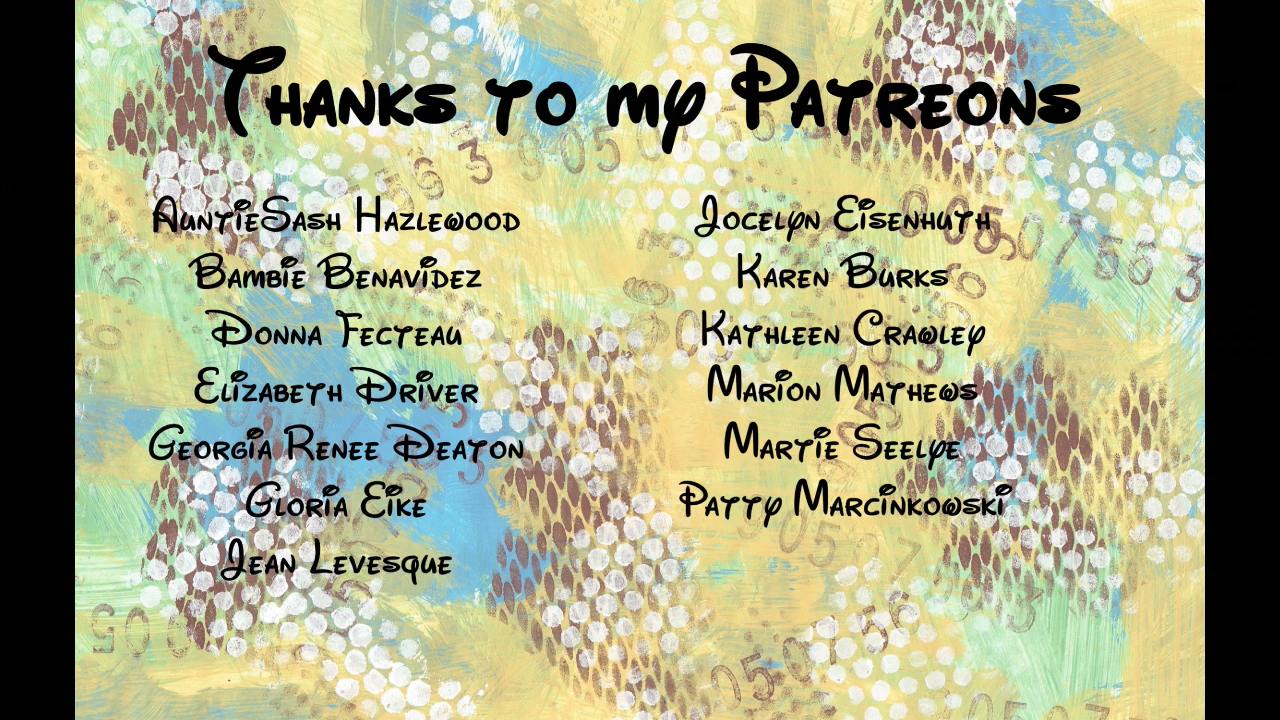 Thanks to my Patreons
AuntieSash Hazlewood
Bambie Benavidez
Donna Fecteau
Elizabeth Driver
Georgia Renee Deaton
Gloria Eike
Jean Levesque
Jocelyn Eisenhuth
Karen Burks
Kathleen Crawley
Marion Mathews
Martie Seelye
Patty Marcinkowski